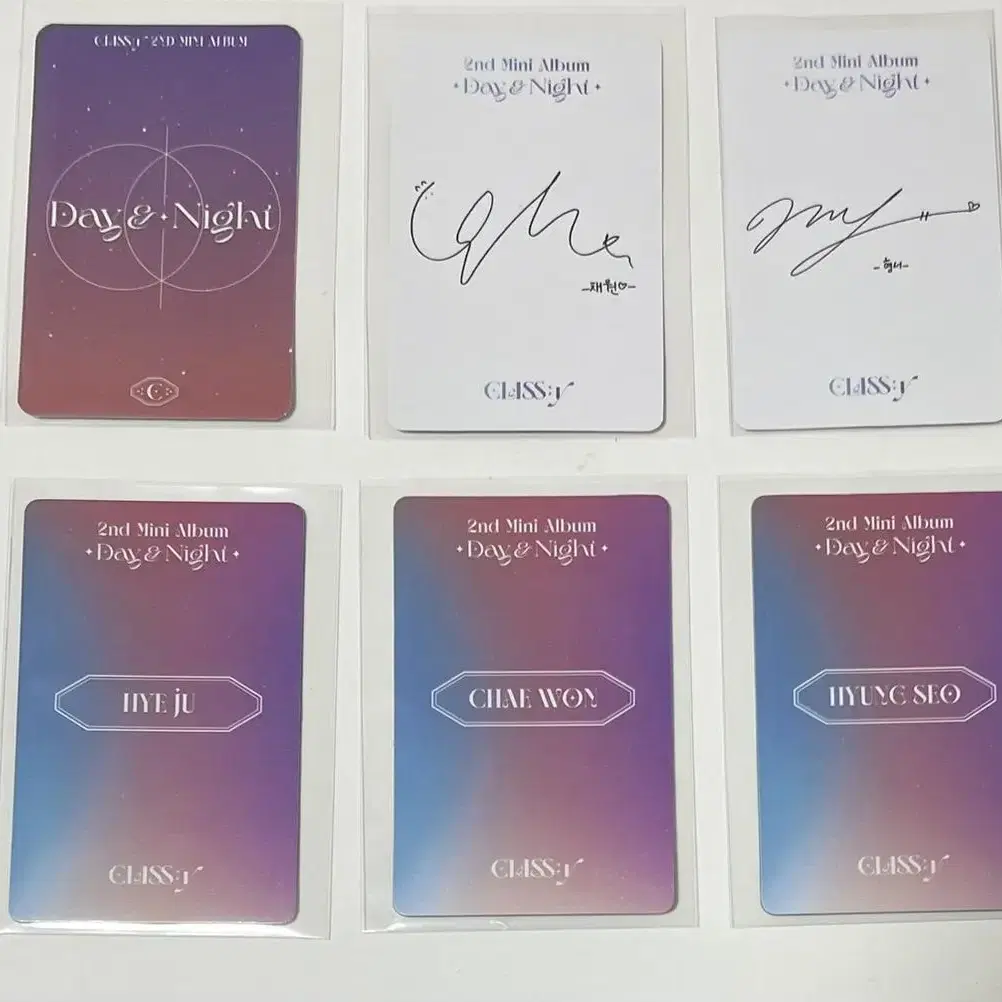 CLASS:y 2ND MINI ALBUM
Day & Night
C
2nd Mini Album
Day & Night
-채원♡-
CLASS:y
2nd Mini Album
Day & Night
CLASS:y
2nd Mini Album
Day & Night
HYE JU
CLASS:y
2nd Mini Album
Day & Night
CHAE WON
CLASS:y
2nd Mini Album
Day & Night
HYUNG SEO
CLASS:y